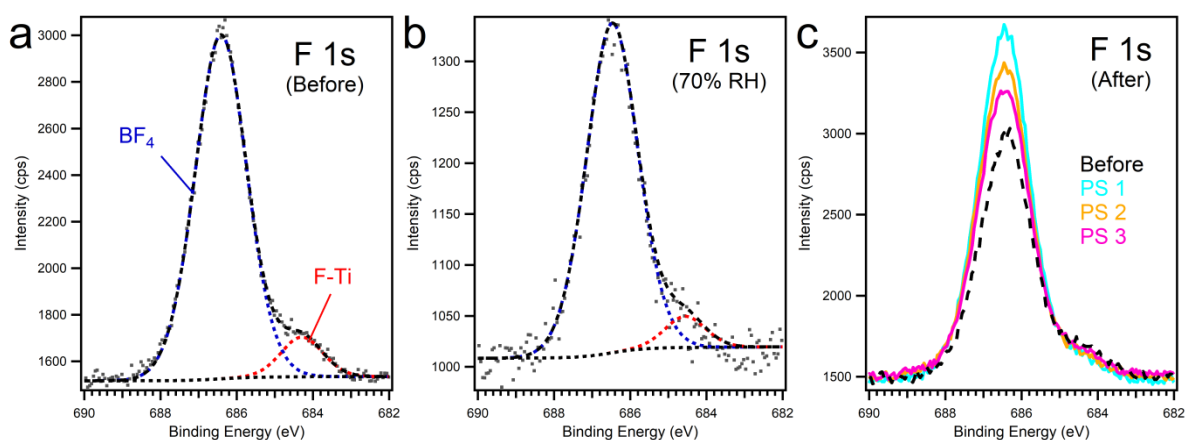 a
F 1s
(Before)
BF4
F-Ti
Intensity (cps)
3000
2800
2600
2400
2200
2000
1800
1600
690 688 686 684 682
Binding Energy (eV)
b
F 1s
(70% RH)
Intensity (cps)
1300
1250
1200
1150
1100
1050
1000
690 688 686 684 682
Binding Energy (eV)
c
F 1s
(After)
Before
PS 1
PS 2
PS 3
Intensity (cps)
3500
3000
2500
2000
1500
690 688 686 684 682
Binding Energy (eV)